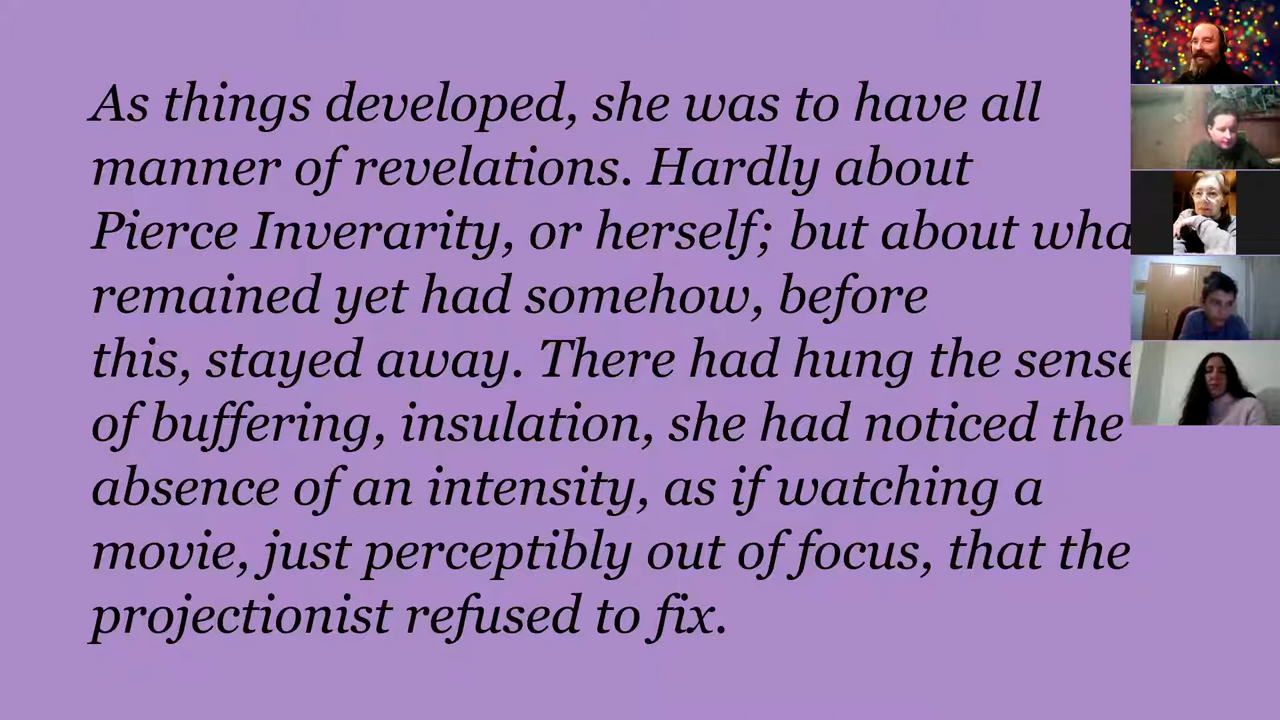 As things developed, she was to have all
manner of revelations. Hardly about
Pierce Inverarity, or herself; but about wha
remained yet had somehow, before
this, stayed away. There had hung the sense
of buffering, insulation, she had noticed the
absence of an intensity, as if watching a
movie, just perceptibly out of focus, that the
projectionist refused to fix.